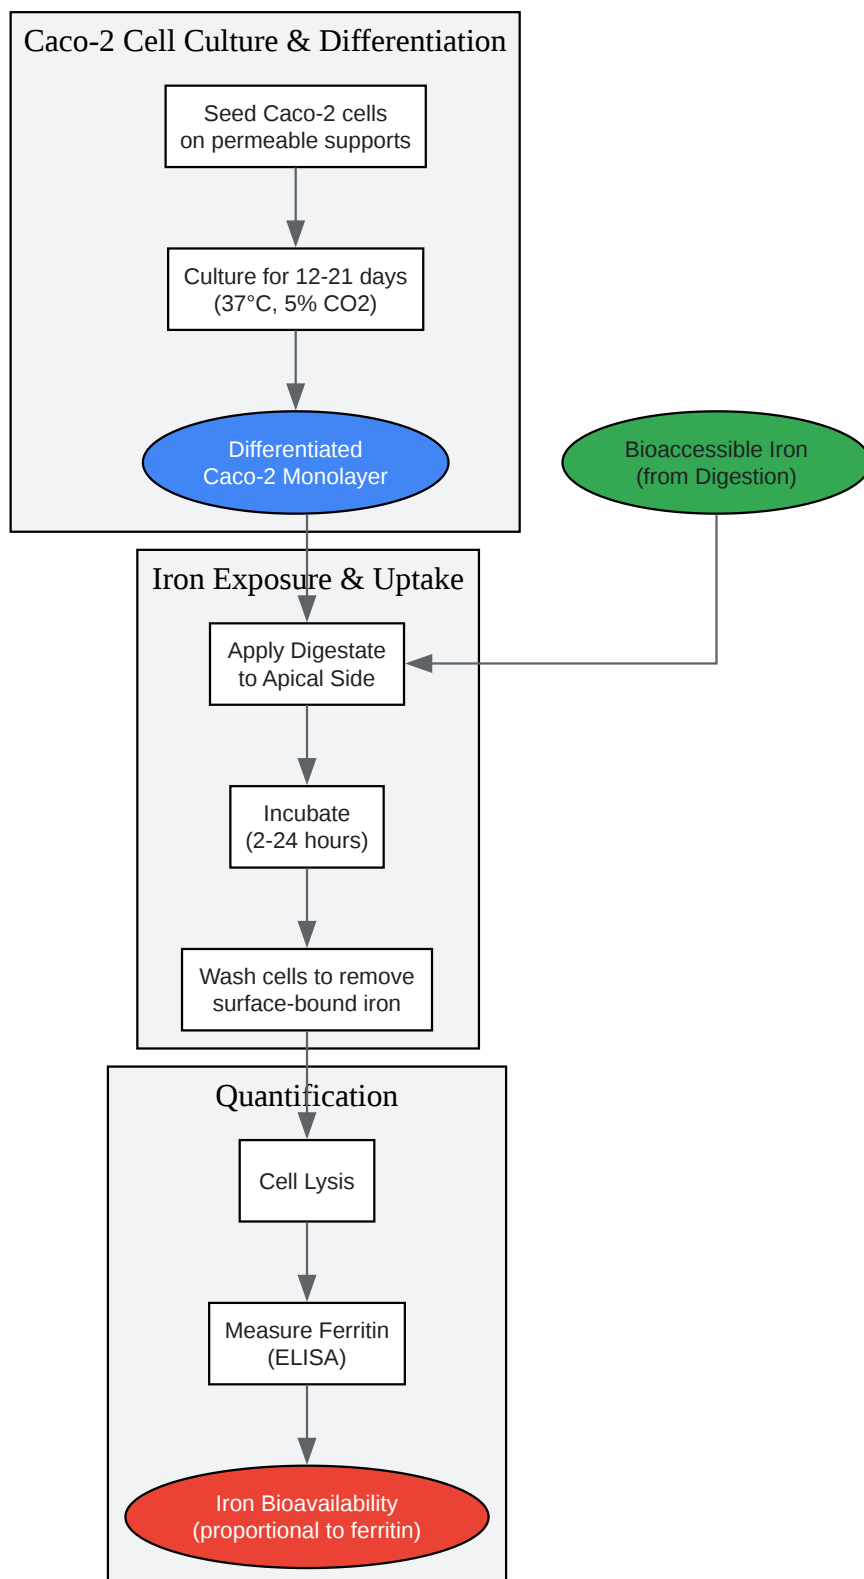 Caco-2 Cell Culture & Differentiation
Seed Caco-2 cells
on permeable supports
Culture for 12-21 days
(37°C, 5% CO2)
Differentiated
Caco-2 Monolayer
Bioaccessible Iron
(from Digestion)
Iron Exposure & Uptake
Apply Digestate
to Apical Side
Incubate
(2-24 hours)
Wash cells to remove
surface-bound iron
Quantification
Cell Lysis
Measure Ferritin
(ELISA)
Iron Bioavailability
(proportional to ferritin)